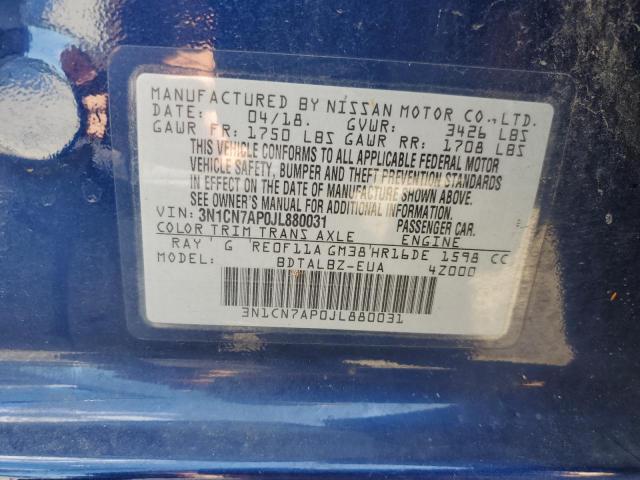 MANUFACTURED BY NISSAN MOTOR CO.,LTD.
DATE: 04/18. GVWR: 3426 LBS
GAWR FR: 1750 LBS GAWR RR: 1708 LBS
THIS VEHICLE CONFORMS TO ALL APPLICABLE FEDERAL MOTOR
VEHICLE SAFETY, BUMPER AND THEFT PREVENTION STANDARDS
IN EFFECT ON THE DATE OF MANUFACTURE SHOWN ABOVE.
SEE OWNER'S MANUAL FOR ADDITIONAL INFORMATION.
VIN: 3N1CN7AP0JL880031 PASSENGER CAR.
COLOR TRIM TRANS AXLE ENGINE
RAY G RE0F11A GM38 HR16DE 1598 CC
MODEL: BDTALBZ-EUA 4Z000
3N1CN7AP0JL880031